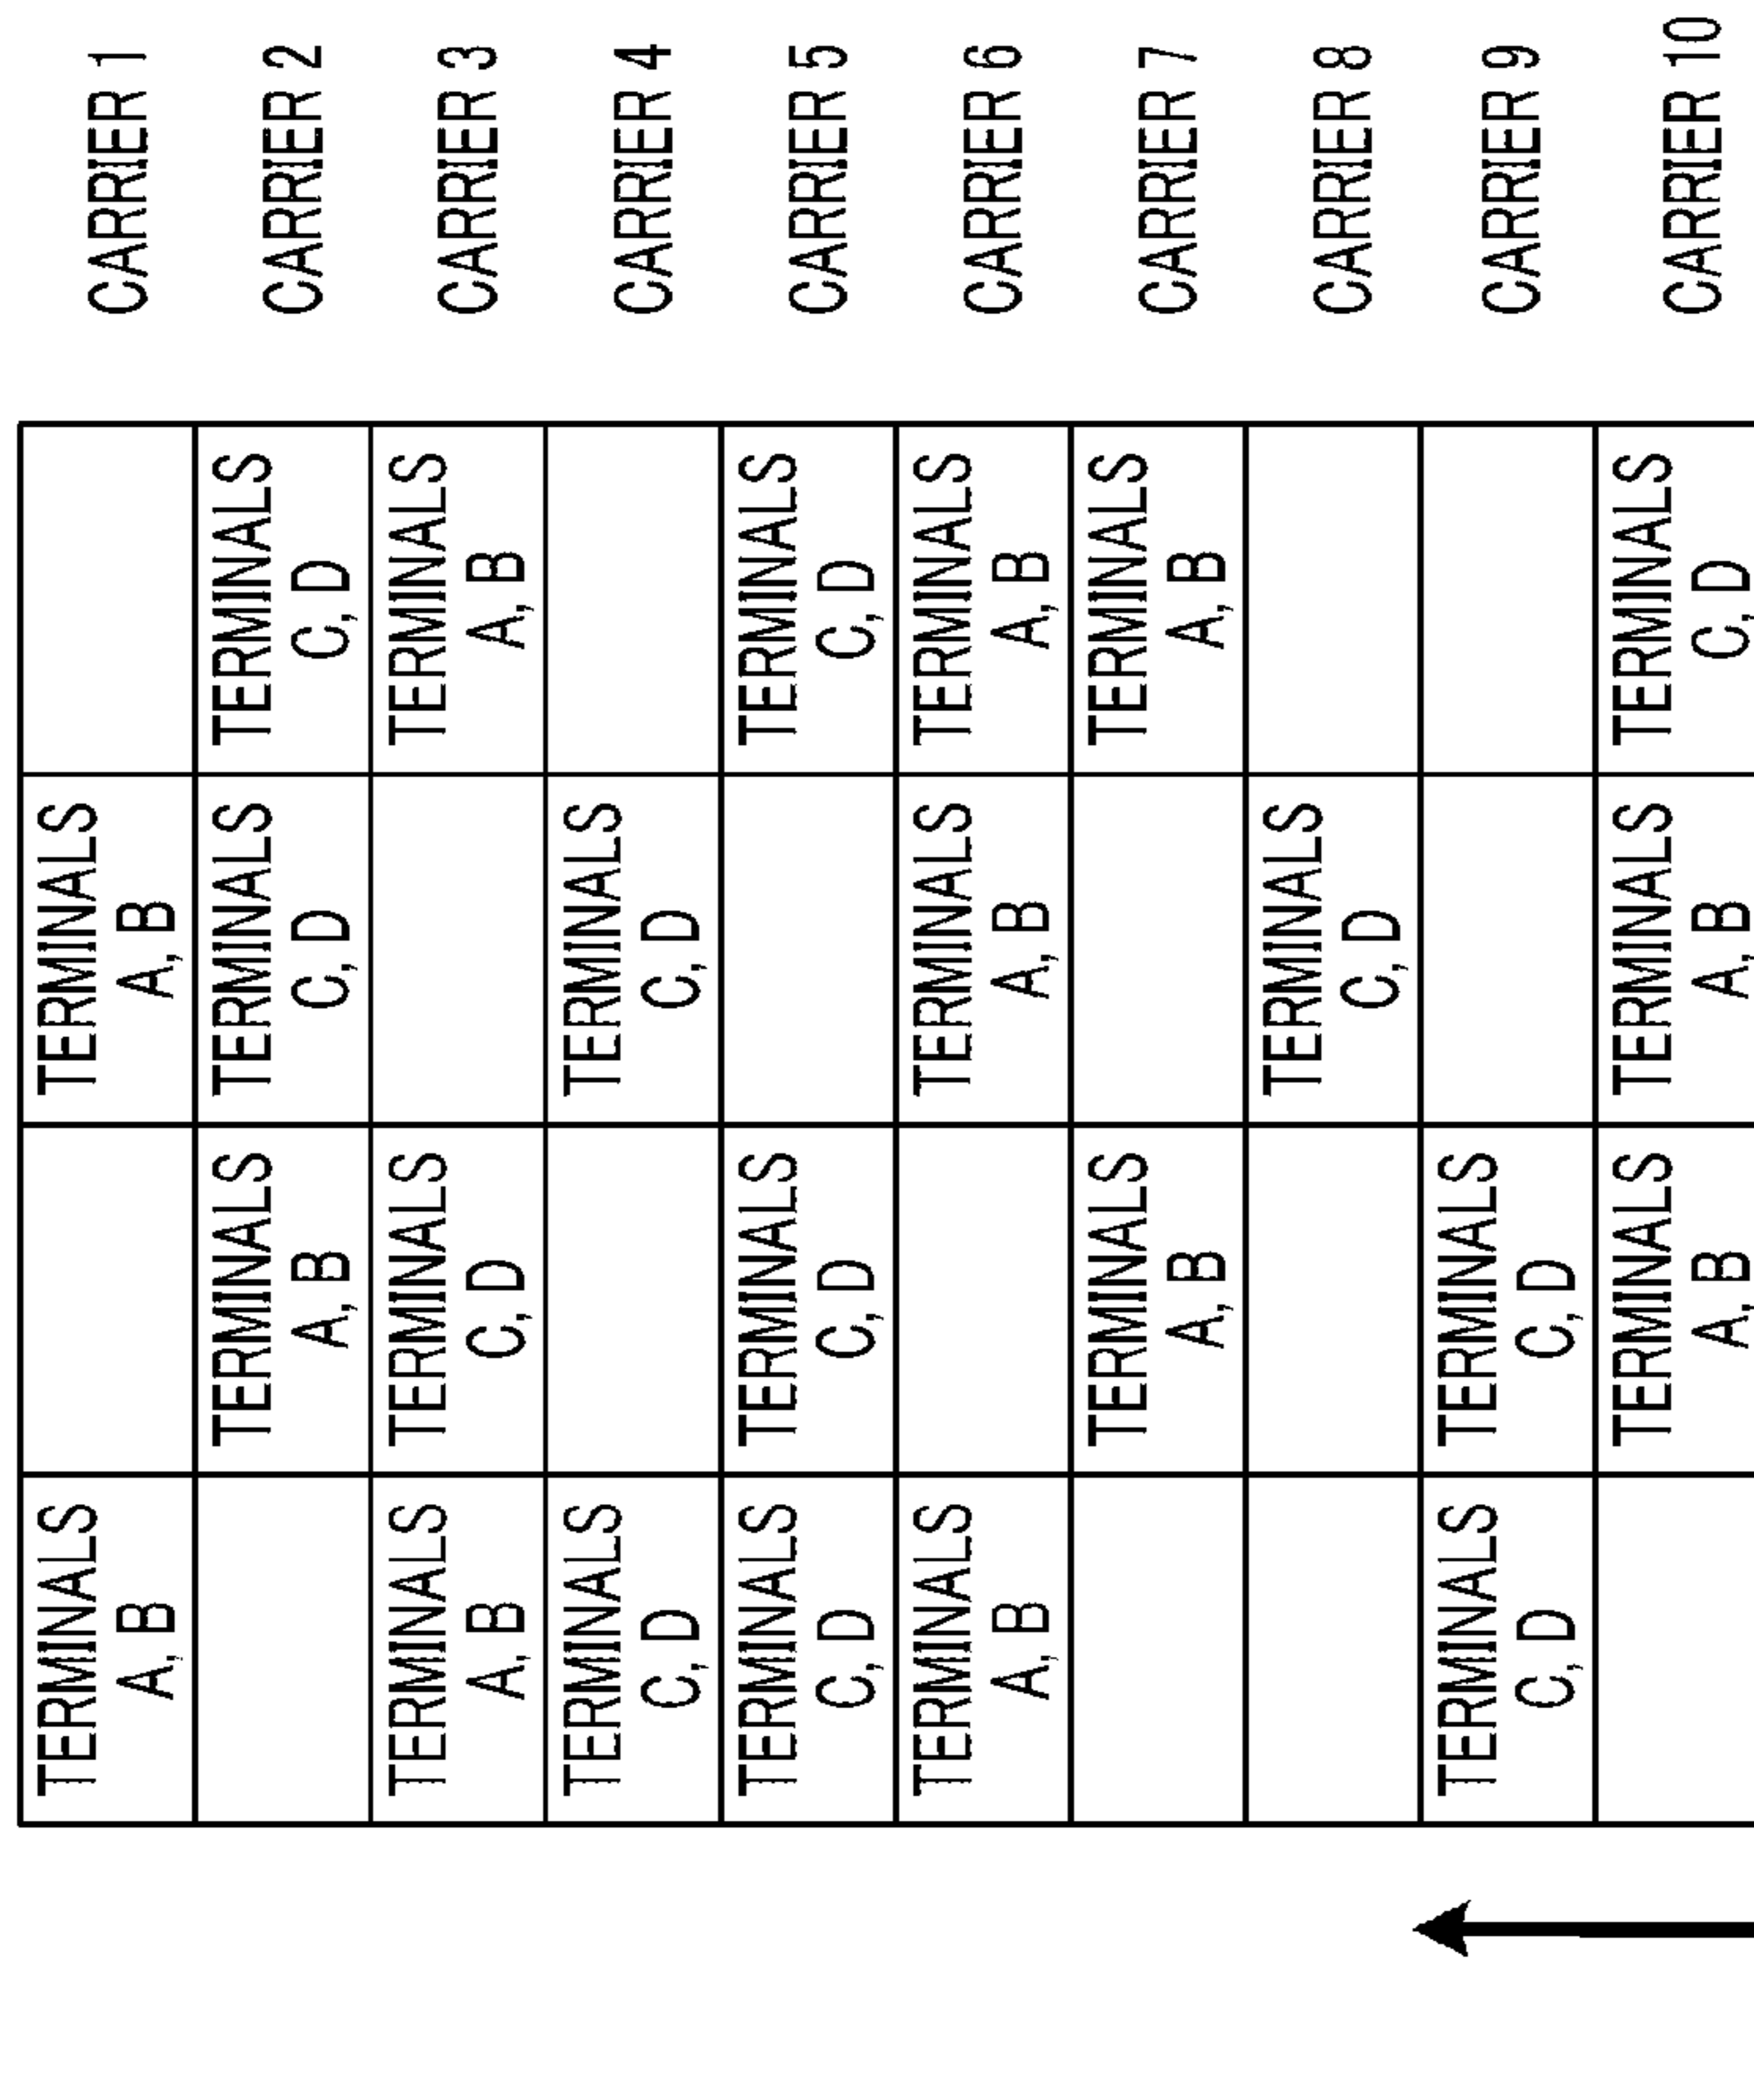 TERMINALS
A, B
TERMINALS
A, B
CARRIER 1
TERMINALS
A, B
TERMINALS
C, D
TERMINALS
C, D
CARRIER 2
TERMINALS
A, B
TERMINALS
C, D
TERMINALS
A, B
CARRIER 3
TERMINALS
C, D
TERMINALS
C, D
CARRIER 4
TERMINALS
C, D
TERMINALS
C, D
TERMINALS
C, D
CARRIER 5
TERMINALS
A, B
TERMINALS
A, B
TERMINALS
A, B
CARRIER 6
TERMINALS
A, B
TERMINALS
A, B
CARRIER 7
TERMINALS
C, D
CARRIER 8
TERMINALS
C, D
TERMINALS
C, D
CARRIER 9
TERMINALS
A, B
TERMINALS
A, B
TERMINALS
C, D
CARRIER 10